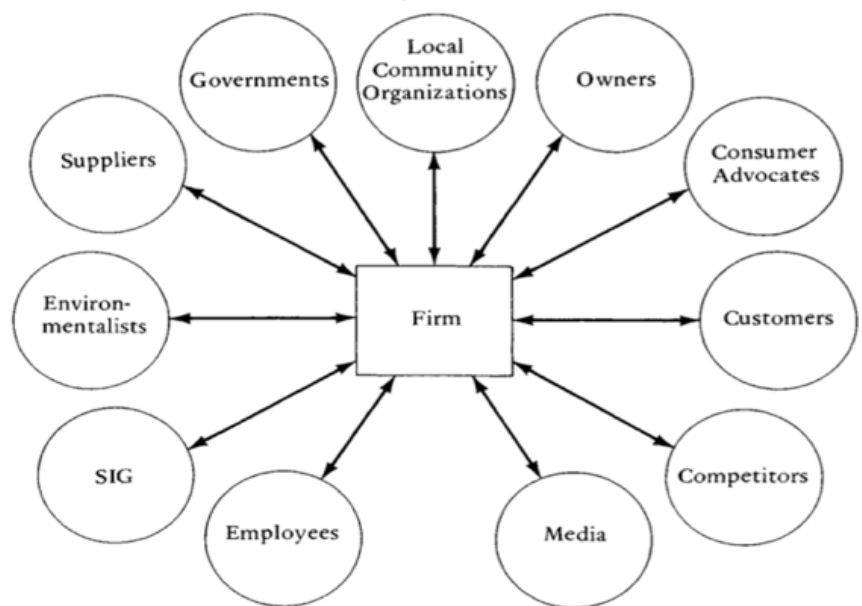 Governments
Local
Community
Organizations
Owners
Suppliers
Consumer
Advocates
Environ-
mentalists
Firm
Customers
SIG
Competitors
Employees
Media